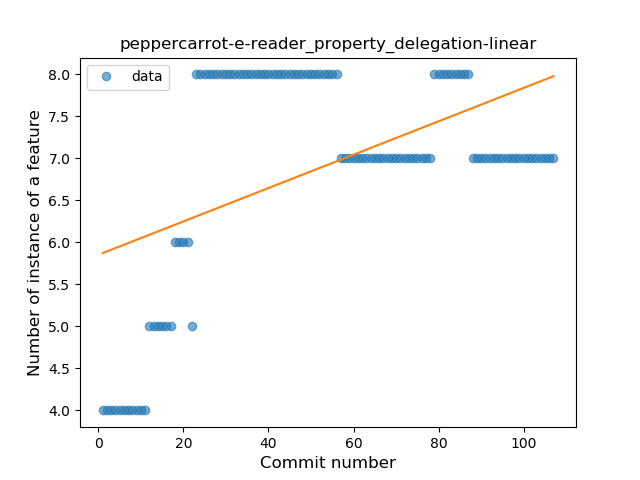 peppercarrot-e-reader_property_delegation-linear
data
Number of instance of a feature
8.0
7.5
7.0
6.5
6.0
5.5
5.0
4.5
4.0
0 20 40 60 80 100
Commit number